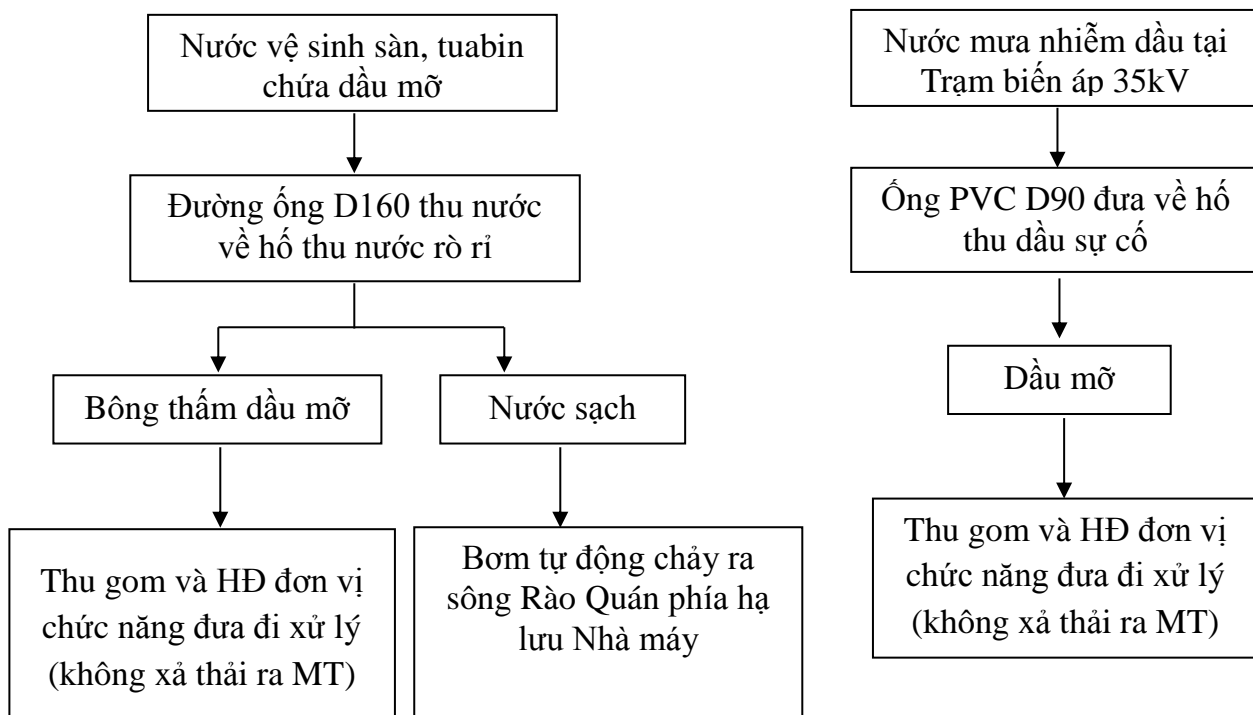 Nước vệ sinh sàn, tuabin
chứa dầu mỡ
Đường ống D160 thu nước
về hố thu nước rò rỉ
Bông thấm dầu mỡ
Nước sạch
Thu gom và HĐ đơn vị
chức năng đưa đi xử lý
(không xả thải ra MT)
Bơm tự động chảy ra
sông Rào Quán phía hạ
lưu Nhà máy
Nước mưa nhiễm dầu tại
Trạm biến áp 35kV
Ống PVC D90 đưa về hố
thu dầu sự cố
Dầu mỡ
Thu gom và HĐ đơn vị
chức năng đưa đi xử lý
(không xả thải ra MT)